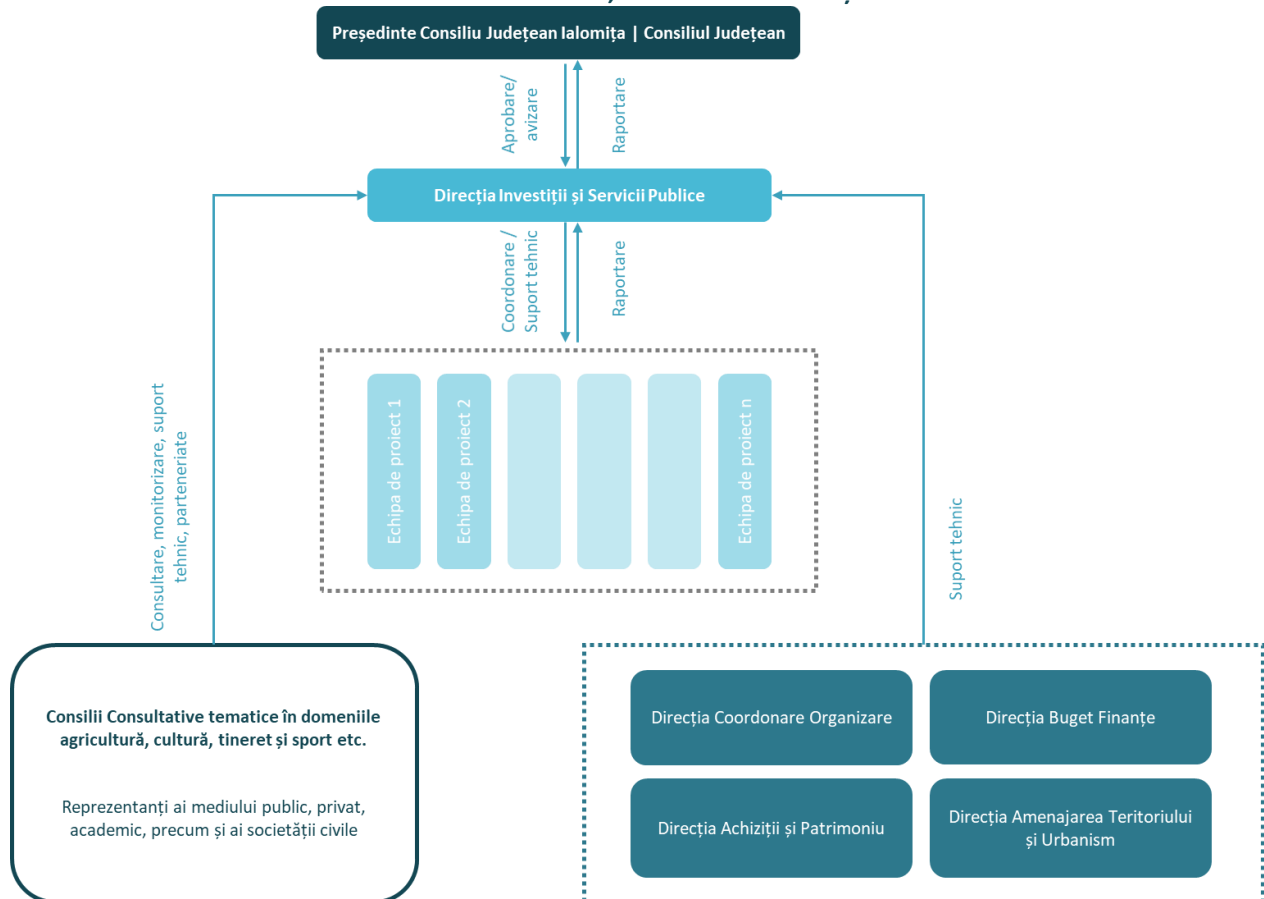 Președinte Consiliu Județean Ialomița | Consiliul Județean
Aprobare/
avizare
Raportare
Direcția Investiții și Servicii Publice
Coordonare /
Suport tehnic
Raportare
Echipa de proiect 1
Echipa de proiect 2
Echipa de proiect n
Consultare, monitorizare, suport
tehnic, parteneriate
Suport tehnic
Consilii Consultative tematice în domeniile
agricultură, cultură, tineret și sport etc.
Reprezentanți ai mediului public, privat,
academic, precum și ai societății civile
Direcția Coordonare Organizare
Direcția Buget Finanțe
Direcția Achiziții și Patrimoniu
Direcția Amenajarea Teritoriului
și Urbanism